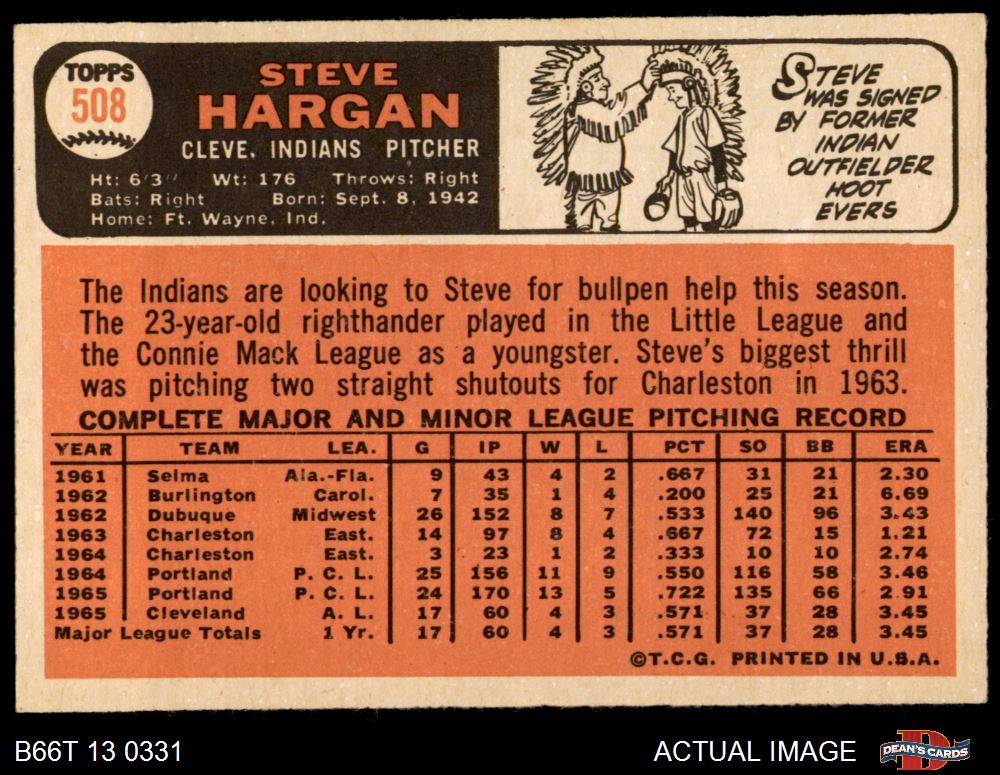 TOPPS
508
STEVE
HARGAN
CLEVE. INDIANS PITCHER
Ht: 6'3" Wt: 176 Throws: Right
Bats: Right Born: Sept. 8, 1942
Home: Ft. Wayne, Ind.
STEVE
WAS SIGNED
BY FORMER
INDIAN
OUTFIELDER
HOOT
EVERS
The Indians are looking to Steve for bullpen help this season.
The 23-year-old righthander played in the Little League and
the Connie Mack League as a youngster. Steve's biggest thrill
was pitching two straight shutouts for Charleston in 1963.
COMPLETE MAJOR AND MINOR LEAGUE PITCHING RECORD
YEAR TEAM LEA. G IP W L PCT SO BB ERA
1961 Selma Ala.-Fla. 9 43 4 2 .667 31 21 2.30
1962 Burlington Carol. 7 35 1 4 .200 25 21 6.69
1962 Dubuque Midwest 26 152 8 7 .533 140 96 3.43
1963 Charleston East. 14 97 8 4 .667 72 15 1.21
1964 Charleston East. 3 23 1 2 .333 10 10 2.74
1964 Portland P. C. L. 25 156 11 9 .550 116 58 3.46
1965 Portland P. C. L. 24 170 13 5 .722 135 66 2.91
1965 Cleveland A. L. 17 60 4 3 .571 37 28 3.45
Major League Totals 1 Yr. 17 60 4 3 .571 37 28 3.45
©T.C.G. PRINTED IN U.S.A.
B66T 13 0331 ACTUAL IMAGE DEAN'S CARDS